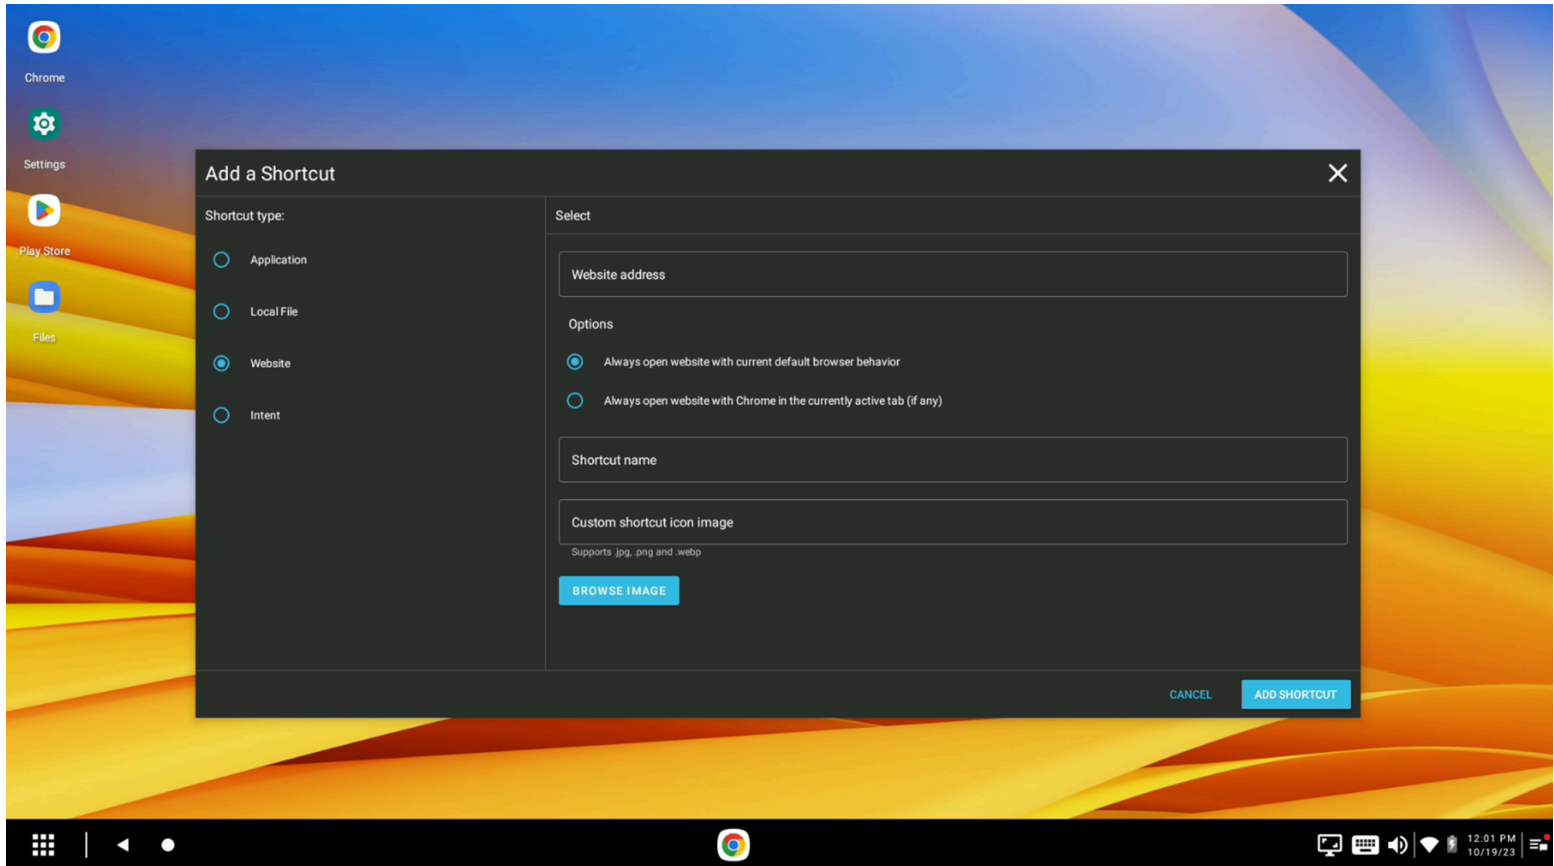 Chrome
Settings
Play Store
Files
Add a Shortcut
Shortcut type:
Application
Local File
Website
Intent
Select
Website address
Options
Always open website with current default browser behavior
Always open website with Chrome in the currently active tab (if any)
Shortcut name
Custom shortcut icon image
Supports .jpg, .png and .webp
BROWSE IMAGE
CANCEL
ADD SHORTCUT
12:01 PM
10/19/23